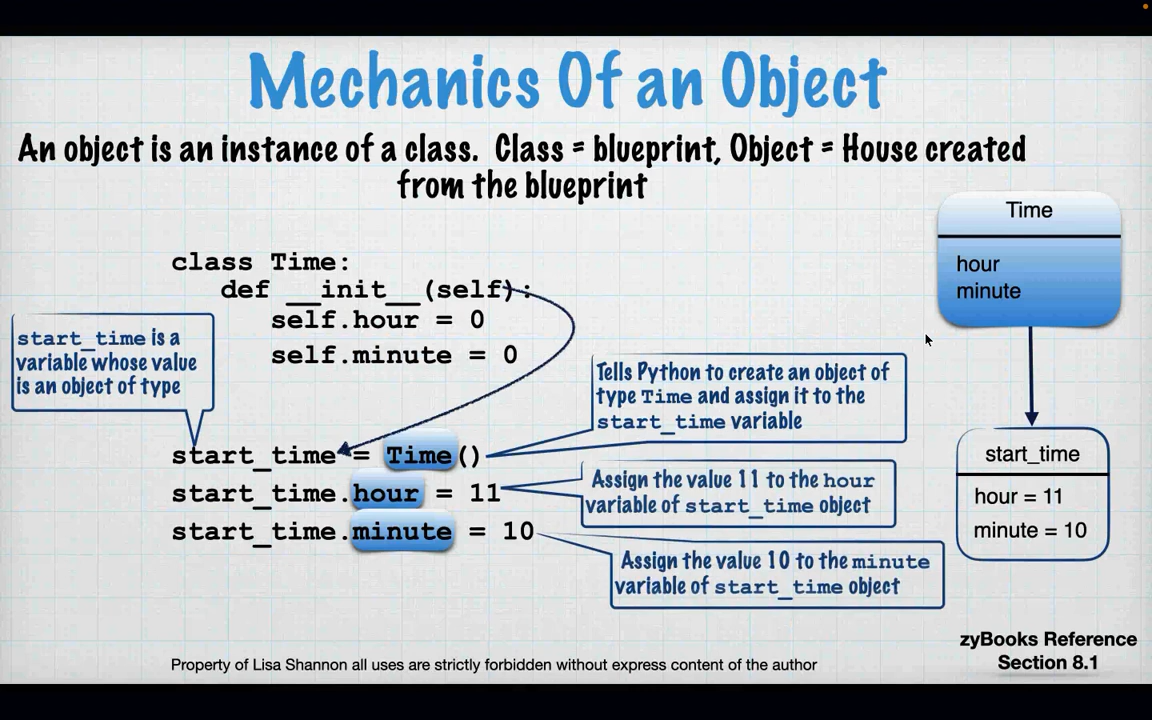 Mechanics Of an Object
An object is an instance of a class. Class = blueprint, Object = House created
from the blueprint
Time
hour
minute
class Time:
def __init__(self):
self.hour = 0
self.minute = 0
start_time is a
variable whose value
is an object of type
Tells Python to create an object of
type Time and assign it to the
start_time variable
start_time = Time()
start_time.hour = 11
start_time.minute = 10
Assign the value 11 to the hour
variable of start_time object
Assign the value 10 to the minute
variable of start_time object
start_time
hour = 11
minute = 10
zyBooks Reference
Section 8.1
Property of Lisa Shannon all uses are strictly forbidden without express content of the author